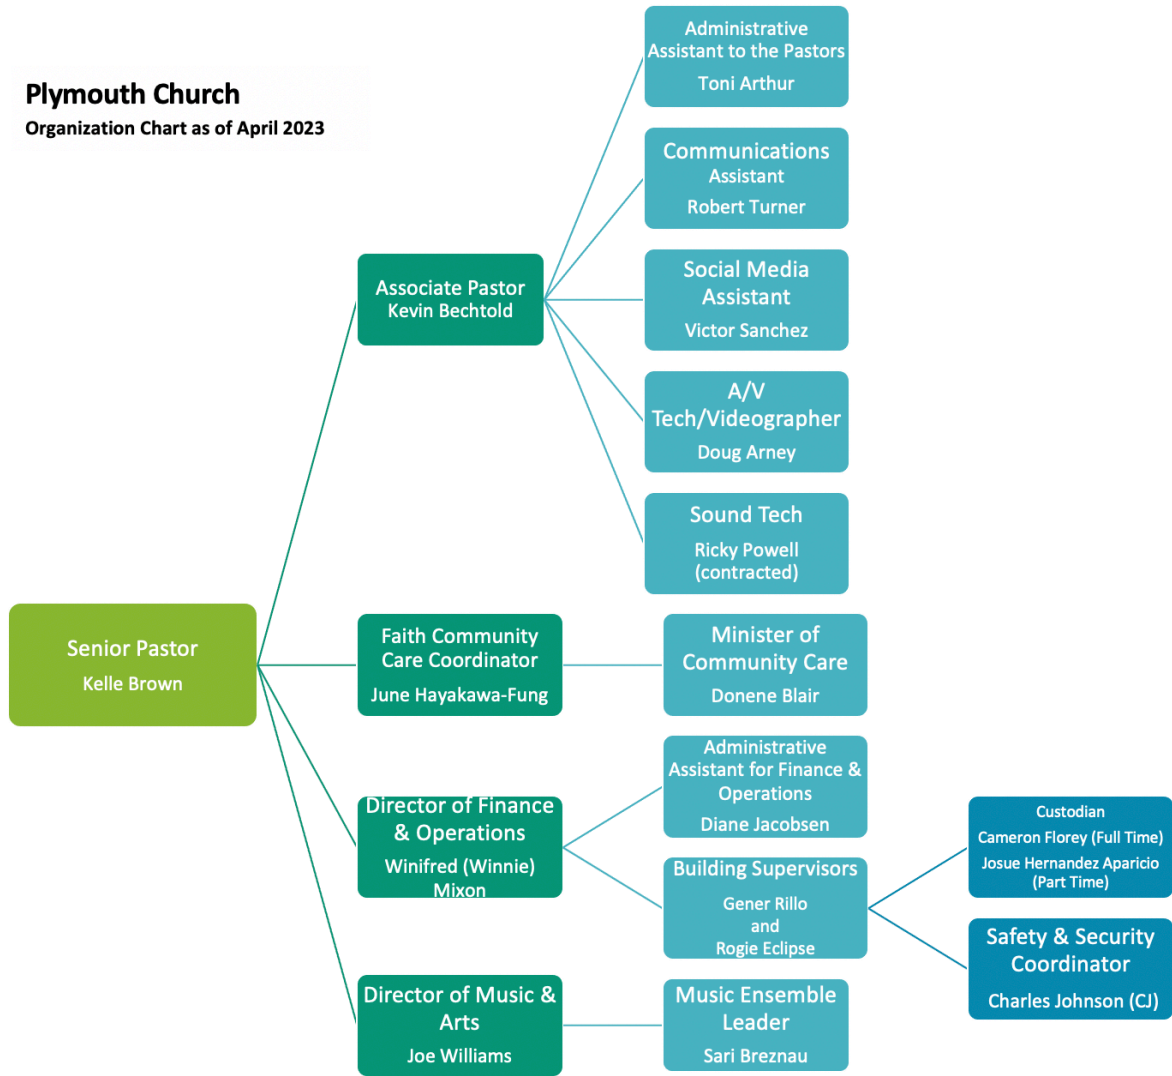 Plymouth Church
Organization Chart as of April 2023
Senior Pastor
Kelle Brown
Associate Pastor
Kevin Bechtold
Administrative
Assistant to the Pastors
Toni Arthur
Communications
Assistant
Robert Turner
Social Media
Assistant
Victor Sanchez
A/V
Tech/Videographer
Doug Arney
Sound Tech
Ricky Powell
(contracted)
Faith Community
Care Coordinator
June Hayakawa-Fung
Minister of
Community Care
Donene Blair
Director of Finance
& Operations
Winifred (Winnie)
Mixon
Administrative
Assistant for Finance &
Operations
Diane Jacobsen
Building Supervisors
Gener Rillo
and
Rogie Eclipse
Custodian
Cameron Florey (Full Time)
Josue Hernandez Aparicio
(Part Time)
Safety & Security
Coordinator
Charles Johnson (CJ)
Director of Music &
Arts
Joe Williams
Music Ensemble
Leader
Sari Breznau